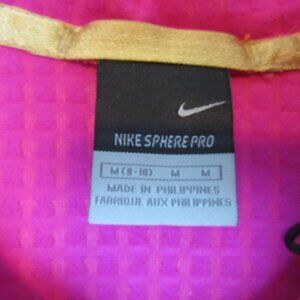 NIKE SPHERE PRO
M (8-10) M M
MADE IN PHILIPPINES
FABRIQUE AUX PHILIPPINES